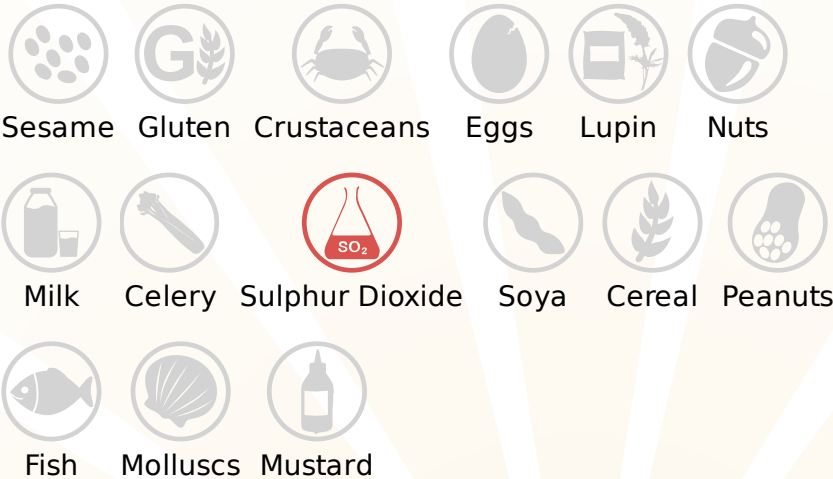 G
Sesame Gluten Crustaceans Eggs Lupin Nuts
SO₂
Milk Celery Sulphur Dioxide Soya Cereal Peanuts
Fish Molluscs Mustard